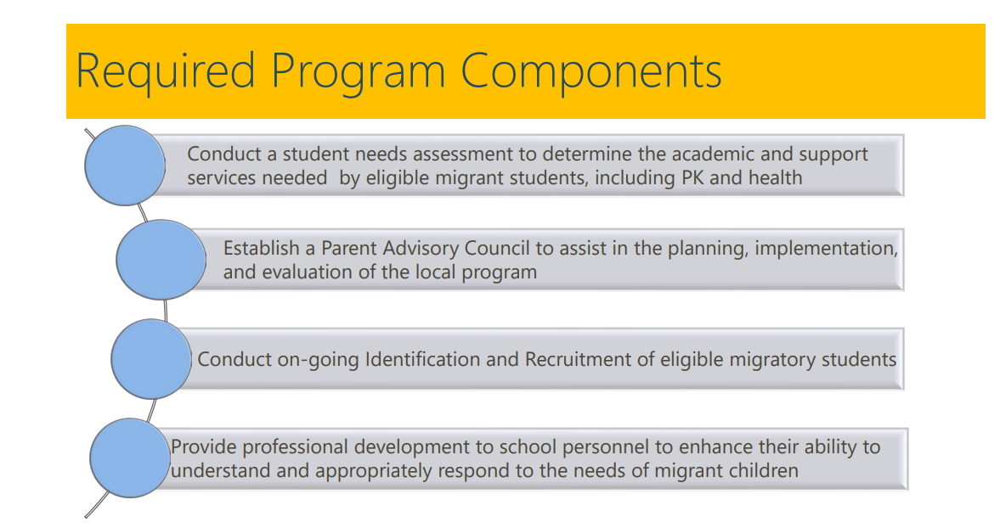 Required Program Components
Conduct a student needs assessment to determine the academic and support
services needed  by eligible migrant students, including PK and health
Establish a Parent Advisory Council to assist in the planning, implementation,
and evaluation of the local program
Conduct on-going Identification and Recruitment of eligible migratory students
Provide professional development to school personnel to enhance their ability to
understand and appropriately respond to the needs of migrant children